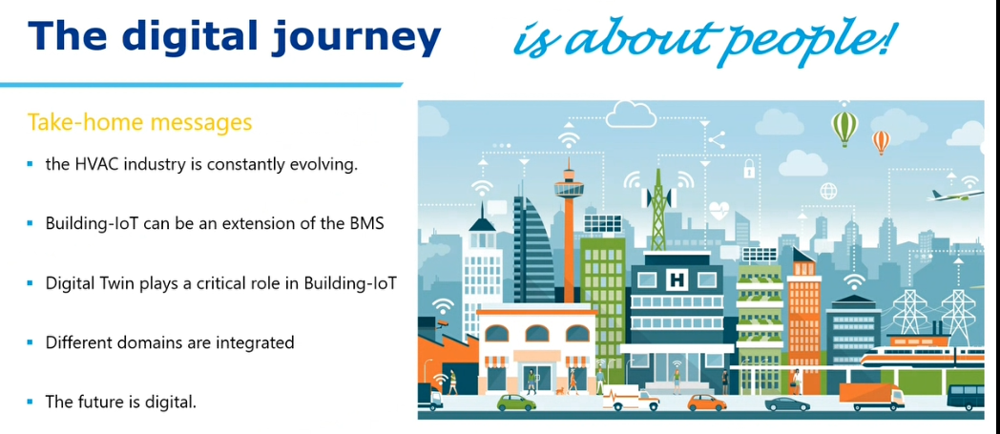 The digital journey is about people!
Take-home messages
the HVAC industry is constantly evolving.
Building-IoT can be an extension of the BMS
Digital Twin plays a critical role in Building-IoT
Different domains are integrated
The future is digital.
H